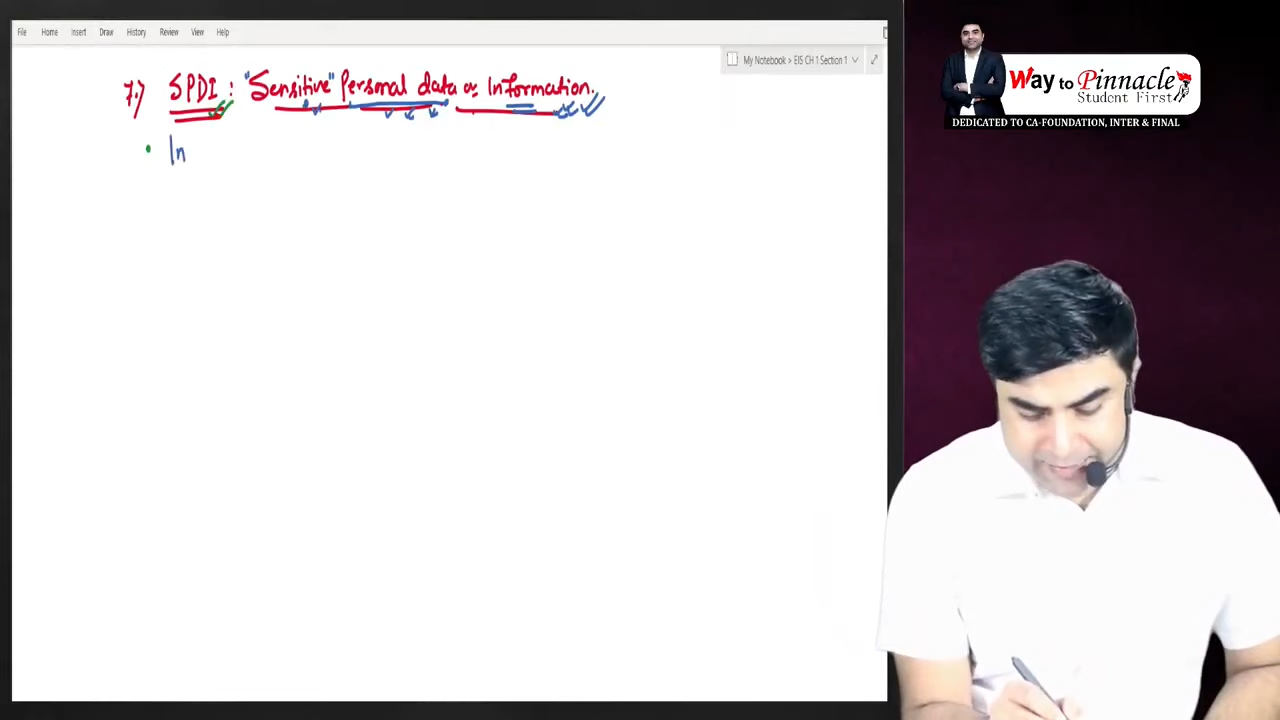 File Home Insert Draw History Review View Help
My Notebook > EIS CH 1 Section 1
7.) SPDI : "Sensitive" Personal data or Information.
• In
Way to Pinnacle
Student First
DEDICATED TO CA-FOUNDATION, INTER & FINAL